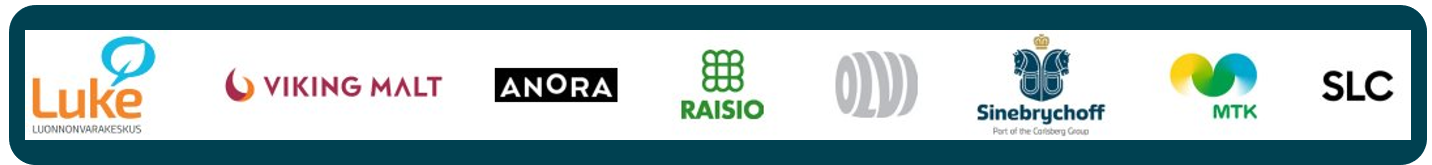 Luke
LUONNONVARAKESKUS
VIKING MALT
ANORA
RAISIO
OLVI
Sinebrychoff
Part of the Carlsberg Group
MTK
SLC